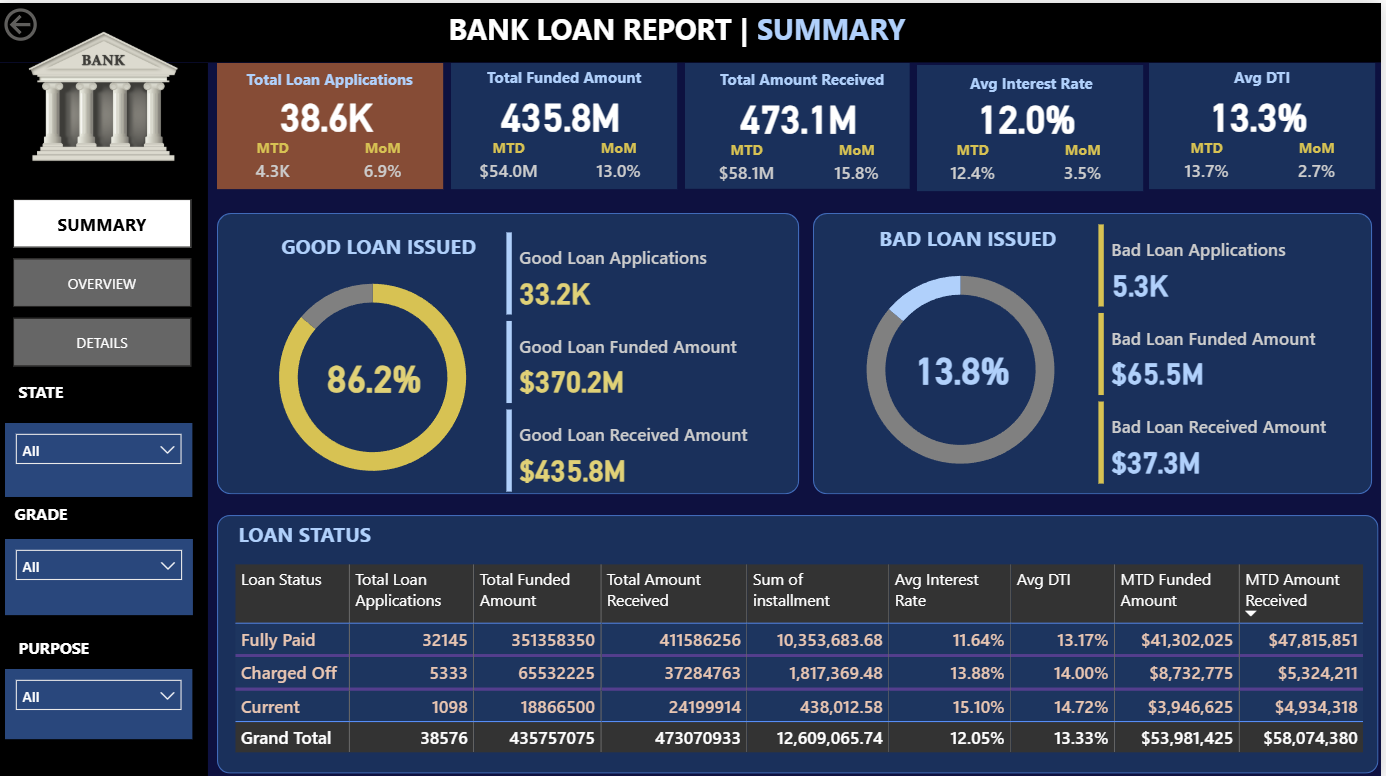 BANK LOAN REPORT | SUMMARY
BANK
Total Loan Applications
38.6K
MTD MoM
4.3K 6.9%
Total Funded Amount
435.8M
MTD MoM
$54.0M 13.0%
Total Amount Received
473.1M
MTD MoM
$58.1M 15.8%
Avg Interest Rate
12.0%
MTD MoM
12.4% 3.5%
Avg DTI
13.3%
MTD MoM
13.7% 2.7%
SUMMARY
OVERVIEW
DETAILS
STATE
All
GRADE
All
PURPOSE
All
GOOD LOAN ISSUED
86.2%
Good Loan Applications
33.2K
Good Loan Funded Amount
$370.2M
Good Loan Received Amount
$435.8M
BAD LOAN ISSUED
13.8%
Bad Loan Applications
5.3K
Bad Loan Funded Amount
$65.5M
Bad Loan Received Amount
$37.3M
LOAN STATUS
Loan Status Total Loan Applications Total Funded Amount Total Amount Received Sum of installment Avg Interest Rate Avg DTI MTD Funded Amount MTD Amount Received
Fully Paid 32145 351358350 411586256 10,353,683.68 11.64% 13.17% $41,302,025 $47,815,851
Charged Off 5333 65532225 37284763 1,817,369.48 13.88% 14.00% $8,732,775 $5,324,211
Current 1098 18866500 24199914 438,012.58 15.10% 14.72% $3,946,625 $4,934,318
Grand Total 38576 435757075 473070933 12,609,065.74 12.05% 13.33% $53,981,425 $58,074,380